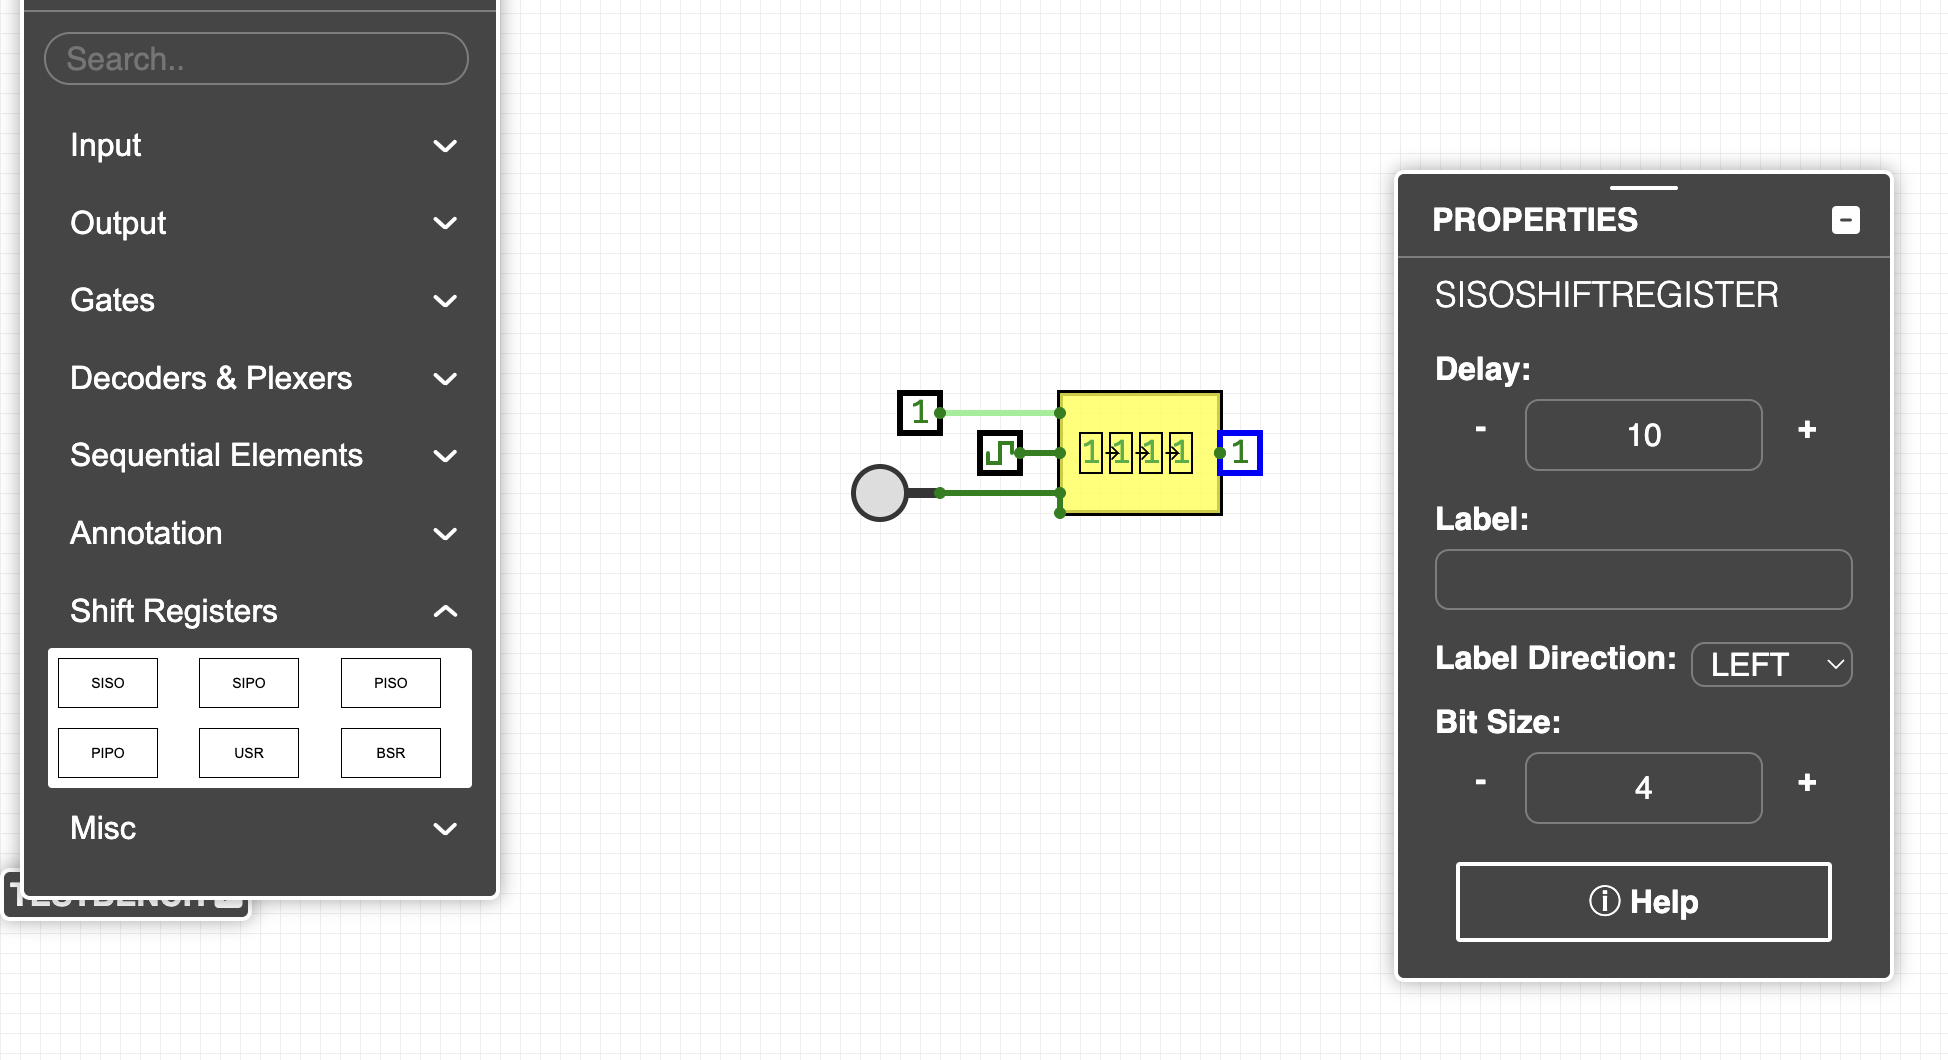 Search..
Input
Output
Gates
Decoders & Plexers
Sequential Elements
Annotation
Shift Registers
SISO SIPO PISO
PIPO USR BSR
Misc
TESTBENCH
1
1 1 1 1 1
PROPERTIES
SISOSHIFTREGISTER
Delay:
- 10 +
Label:
Label Direction: LEFT
Bit Size:
- 4 +
Help